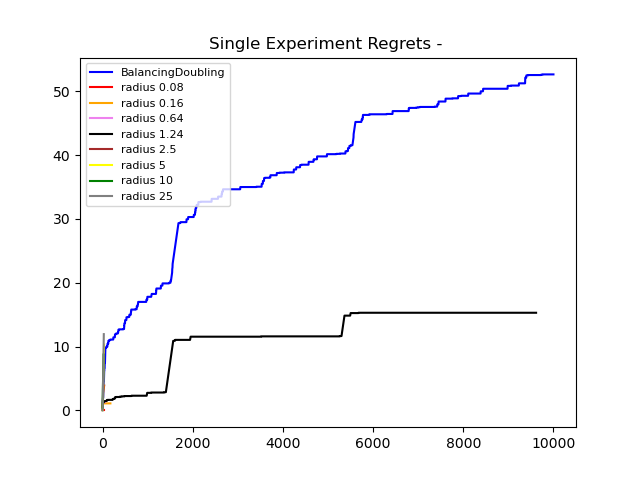 Single Experiment Regrets -
BalancingDoubling
radius 0.08
radius 0.16
radius 0.64
radius 1.24
radius 2.5
radius 5
radius 10
radius 25
50
40
30
20
10
0
0 2000 4000 6000 8000 10000